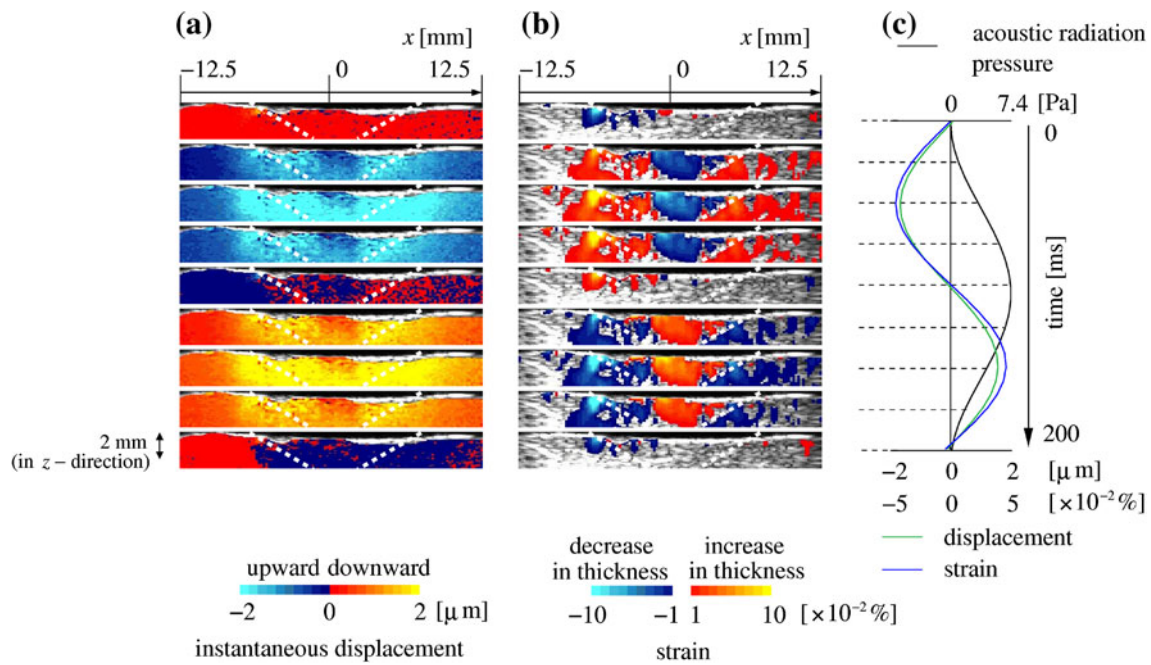 (a)
(b)
(c)
x [mm]
x [mm]
acoustic radiation
pressure
−12.5 0 12.5
−12.5 0 12.5
0 7.4 [Pa]
0
time [ms]
200
2 mm
(in z − direction)
−2 0 2 [μ m]
−5 0 5 [×10⁻² %]
displacement
strain
upward downward
−2 0 2 [μ m]
instantaneous displacement
decrease
in thickness
increase
in thickness
−10 −1 1 10 [×10⁻² %]
strain